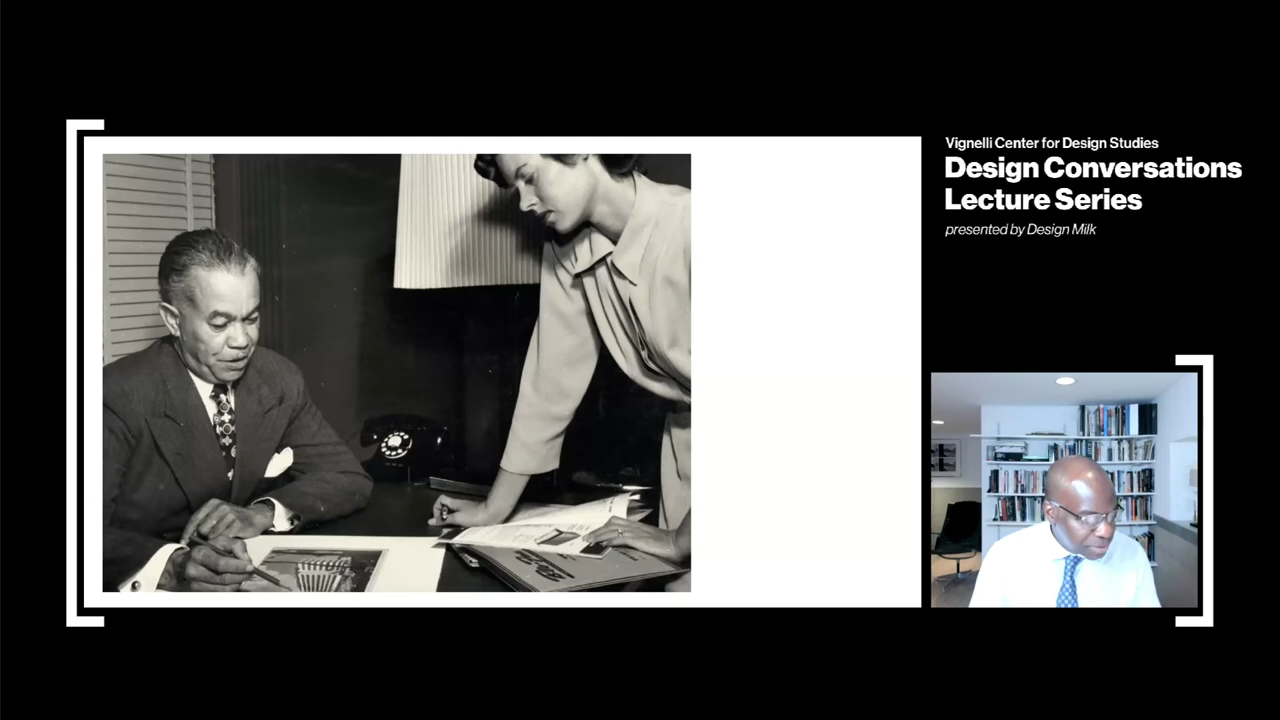 Vignelli Center for Design Studies
Design Conversations
Lecture Series
presented by Design Milk